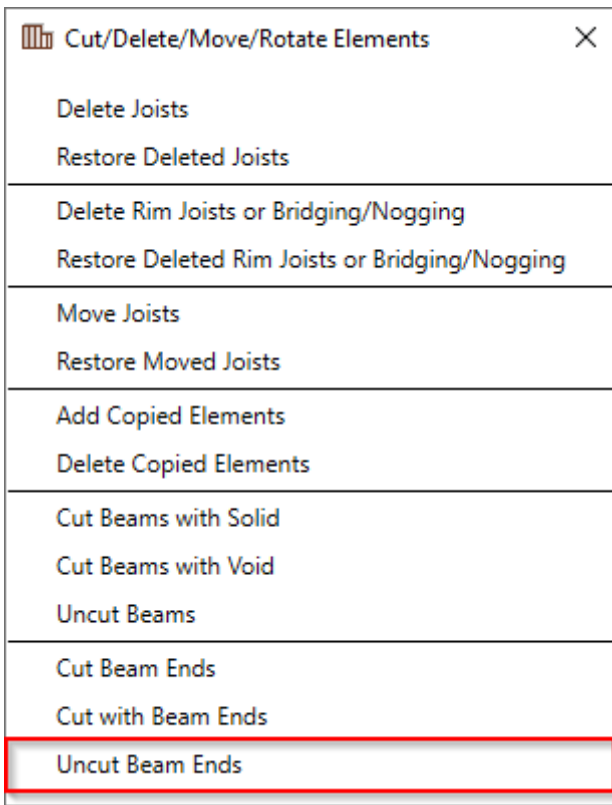 Cut/Delete/Move/Rotate Elements
Delete Joists
Restore Deleted Joists
Delete Rim Joists or Bridging/Nogging
Restore Deleted Rim Joists or Bridging/Nogging
Move Joists
Restore Moved Joists
Add Copied Elements
Delete Copied Elements
Cut Beams with Solid
Cut Beams with Void
Uncut Beams
Cut Beam Ends
Cut with Beam Ends
Uncut Beam Ends